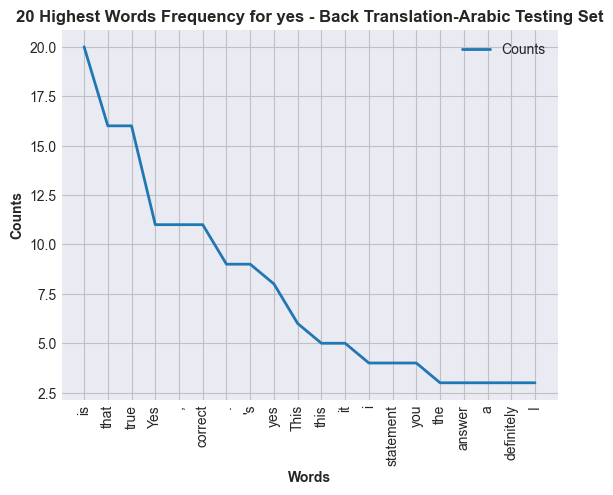 20 Highest Words Frequency for yes - Back Translation-Arabic Testing Set
Counts
20.0
17.5
15.0
12.5
10.0
7.5
5.0
2.5
Counts
is
that
true
Yes
,
correct
.
's
yes
This
this
it
i
statement
you
the
answer
a
definitely
I
Words